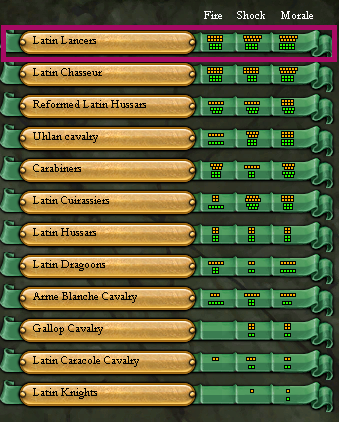 Fire Shock Morale
Latin Lancers
Latin Chasseur
Reformed Latin Hussars
Uhlan cavalry
Carabiners
Latin Cuirassiers
Latin Hussars
Latin Dragoons
Arme Blanche Cavalry
Gallop Cavalry
Latin Caracole Cavalry
Latin Knights